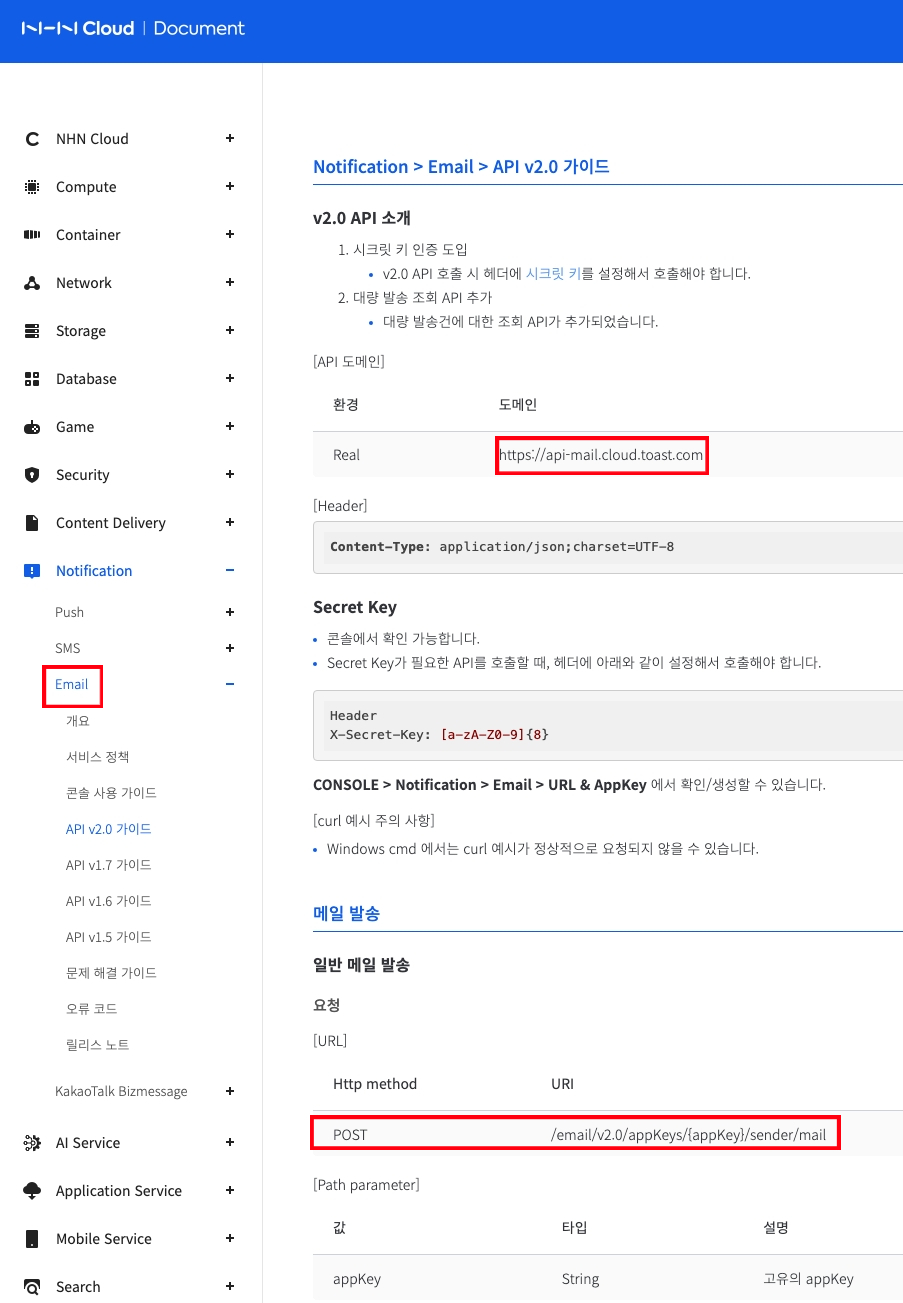 NHN Cloud | Document
NHN Cloud +
Compute +
Container +
Network +
Storage +
Database +
Game +
Security +
Content Delivery +
Notification −
Push +
SMS +
Email −
개요
서비스 정책
콘솔 사용 가이드
API v2.0 가이드
API v1.7 가이드
API v1.6 가이드
API v1.5 가이드
문제 해결 가이드
오류 코드
릴리스 노트
KakaoTalk Bizmessage +
AI Service +
Application Service +
Mobile Service +
Search +
Notification > Email > API v2.0 가이드
v2.0 API 소개
1. 시크릿 키 인증 도입
• v2.0 API 호출 시 헤더에 시크릿 키를 설정해서 호출해야 합니다.
2. 대량 발송 조회 API 추가
• 대량 발송건에 대한 조회 API가 추가되었습니다.
[API 도메인]
환경 도메인
Real https://api-mail.cloud.toast.com
[Header]
Content-Type: application/json;charset=UTF-8
Secret Key
• 콘솔에서 확인 가능합니다.
• Secret Key가 필요한 API를 호출할 때, 헤더에 아래와 같이 설정해서 호출해야 합니다.
Header
X-Secret-Key: [a-zA-Z0-9]{8}
CONSOLE > Notification > Email > URL & AppKey 에서 확인/생성할 수 있습니다.
[curl 예시 주의 사항]
• Windows cmd 에서는 curl 예시가 정상적으로 요청되지 않을 수 있습니다.
메일 발송
일반 메일 발송
요청
[URL]
Http method URI
POST /email/v2.0/appKeys/{appKey}/sender/mail
[Path parameter]
값 타입 설명
appKey String 고유의 appKey